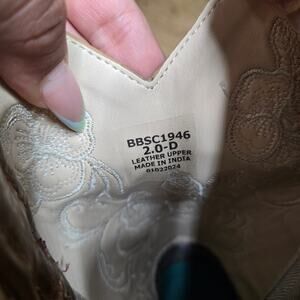 BBSC1946
2.0-D
LEATHER UPPER
MADE IN INDIA
01022024